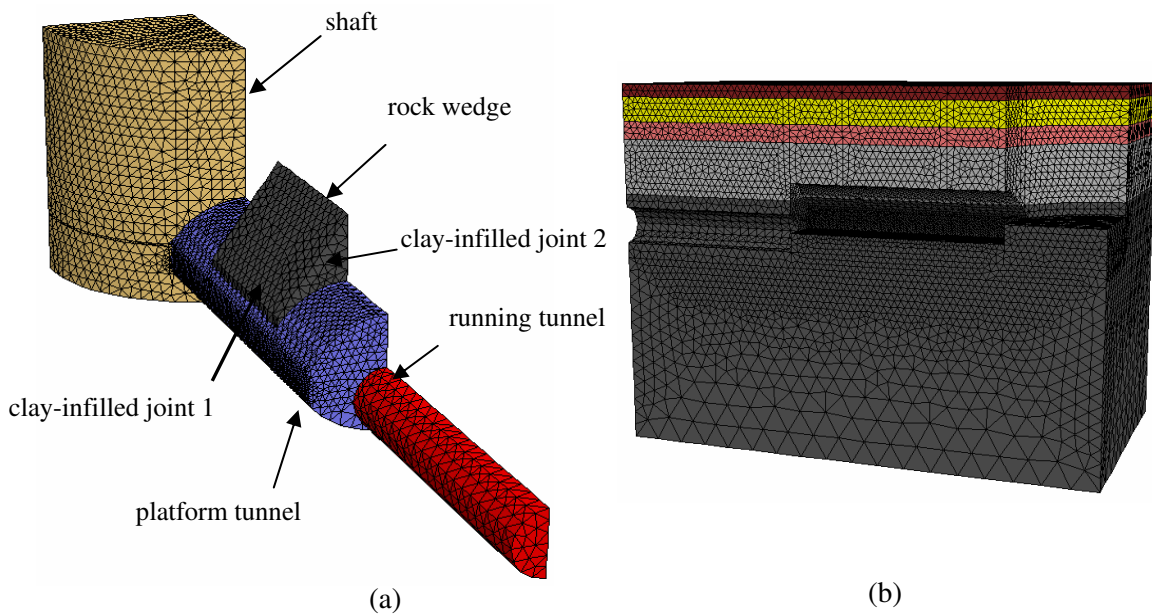 shaft
rock wedge
clay-infilled joint 2
running tunnel
clay-infilled joint 1
platform tunnel
(a)
(b)